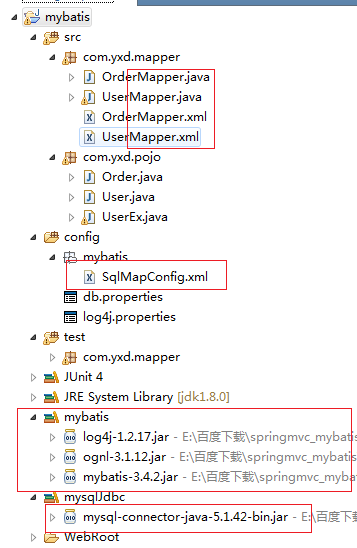 mybatis
src
com.yxd.mapper
OrderMapper.java
UserMapper.java
OrderMapper.xml
UserMapper.xml
com.yxd.pojo
Order.java
User.java
UserEx.java
config
mybatis
SqlMapConfig.xml
db.properties
log4j.properties
test
com.yxd.mapper
JUnit 4
JRE System Library [jdk1.8.0]
mybatis
log4j-1.2.17.jar - E:\百度下载\springmvc_mybatis
ognl-3.1.12.jar - E:\百度下载\springmvc_mybatis
mybatis-3.4.2.jar - E:\百度下载\springmvc_mybat
mysqlJdbc
mysql-connector-java-5.1.42-bin.jar - E:\百度
WebRoot